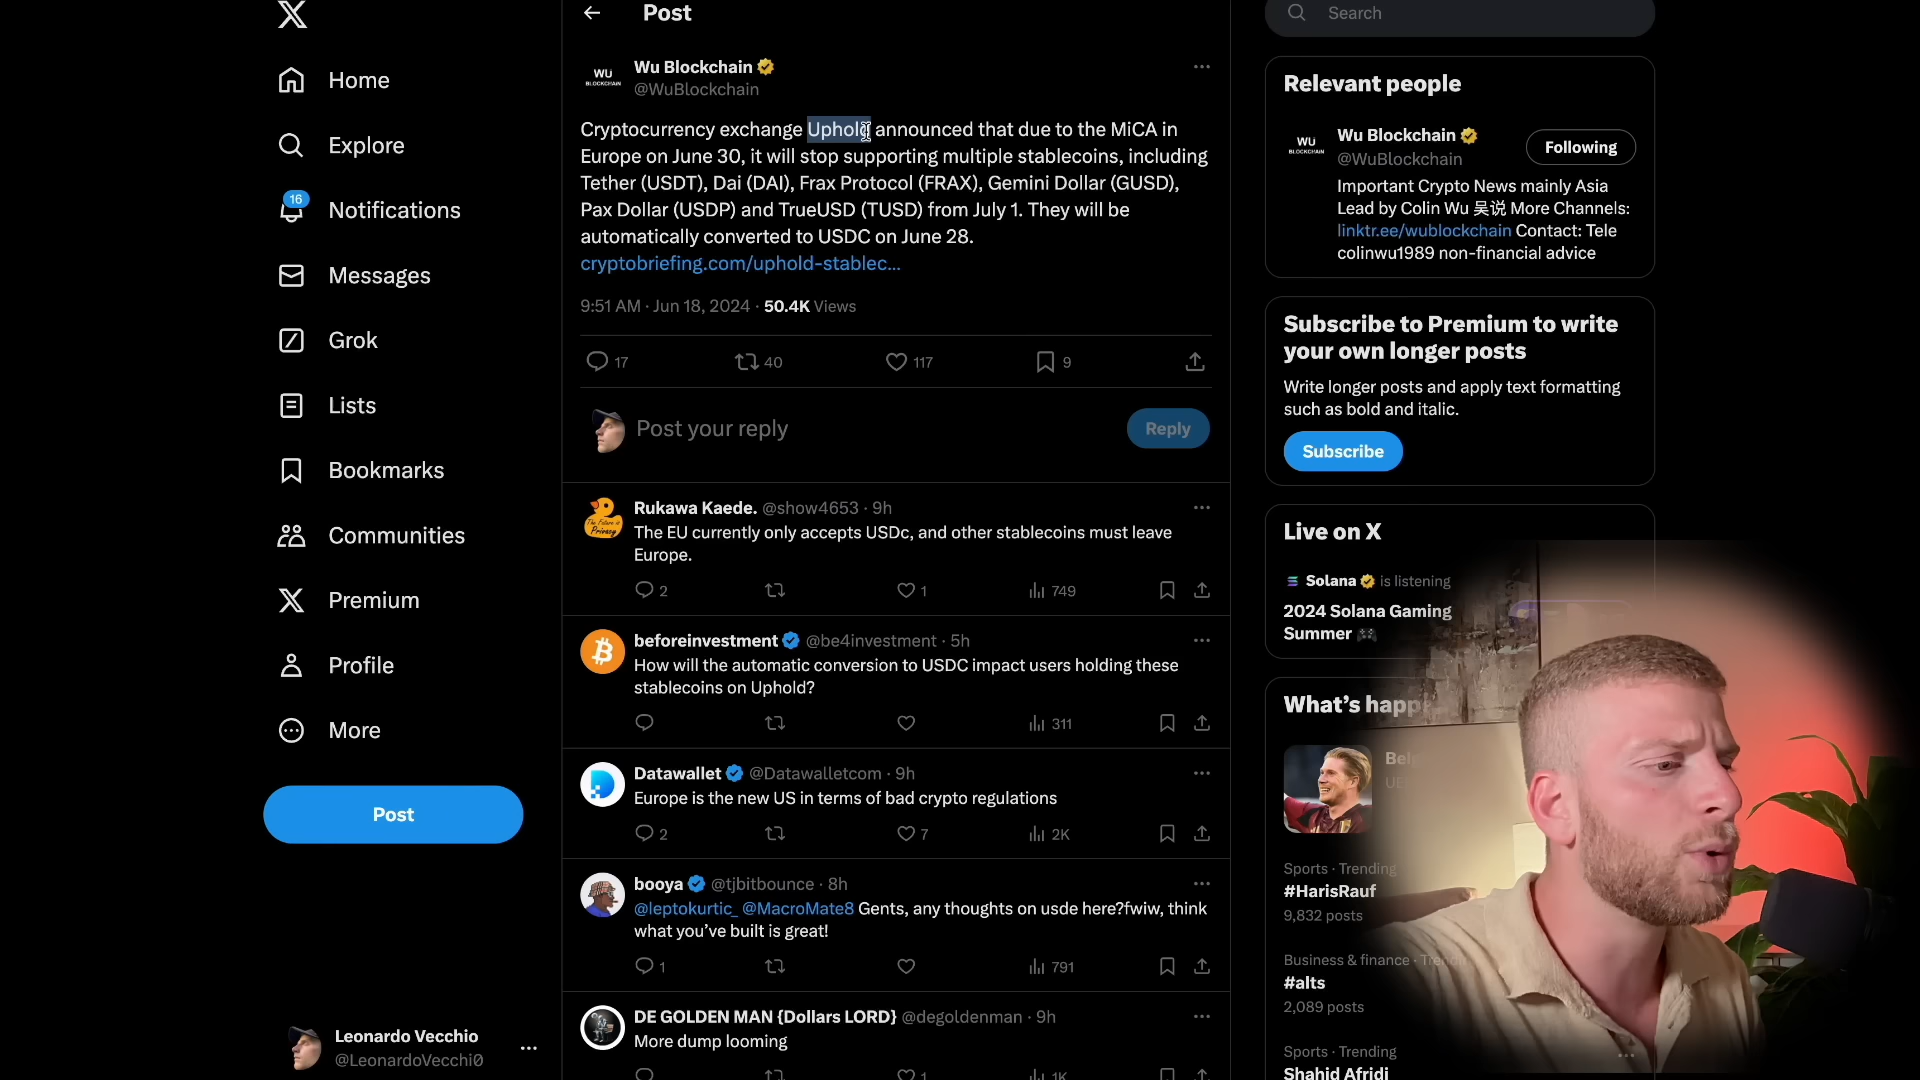 Home
Explore
16
Notifications
Messages
Grok
Lists
Bookmarks
Communities
Premium
Profile
More
Post
Leonardo Vecchio
@LeonardoVecchi0
Post
WU
BLOCKCHAIN
Wu Blockchain
@WuBlockchain
Cryptocurrency exchange Uphold announced that due to the MiCA in
Europe on June 30, it will stop supporting multiple stablecoins, including
Tether (USDT), Dai (DAI), Frax Protocol (FRAX), Gemini Dollar (GUSD),
Pax Dollar (USDP) and TrueUSD (TUSD) from July 1. They will be
automatically converted to USDC on June 28.
cryptobriefing.com/uphold-stablec...
9:51 AM · Jun 18, 2024 · 50.4K Views
17 40 117 9
Post your reply
Reply
The Future is
Privacy
Rukawa Kaede. @show4653 · 9h
The EU currently only accepts USDc, and other stablecoins must leave
Europe.
2 1 749
beforeinvestment @be4investment · 5h
How will the automatic conversion to USDC impact users holding these
stablecoins on Uphold?
311
Datawallet @Datawalletcom · 9h
Europe is the new US in terms of bad crypto regulations
2 7 2K
booya @tjbitbounce · 8h
@leptokurtic_ @MacroMate8 Gents, any thoughts on usde here?fwiw, think
what you've built is great!
1 791
DE GOLDEN MAN {Dollars LORD} @degoldenman · 9h
More dump looming
1 1K
Search
Relevant people
WU
BLOCKCHAIN
Wu Blockchain
@WuBlockchain
Following
Important Crypto News mainly Asia
Lead by Colin Wu 吴说 More Channels:
linktr.ee/wublockchain Contact: Tele
colinwu1989 non-financial advice
Subscribe to Premium to write
your own longer posts
Write longer posts and apply text formatting
such as bold and italic.
Subscribe
Live on X
Solana is listening
2024 Solana Gaming
Summer 🎮
What's happ
Sports · Trending
#HarisRauf
9,832 posts
Business & finance · Trend
#alts
2,089 posts
Sports · Trending
Shahid Afridi